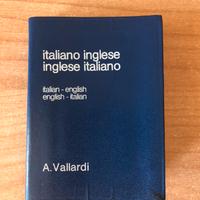 italiano inglese
inglese italiano
italian - english
english - italian
A. Vallardi